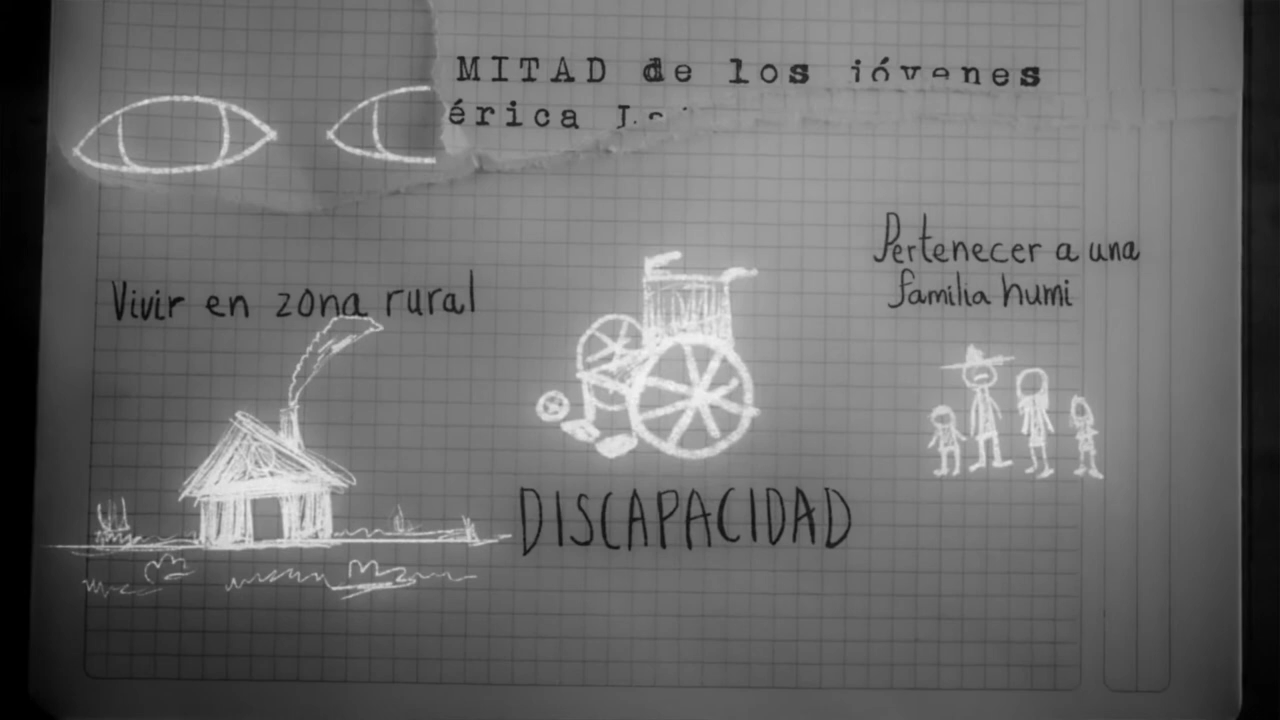 MITAD de los jóvenes
érica
Vivir en zona rural
Pertenecer a una
familia humi
DISCAPACIDAD